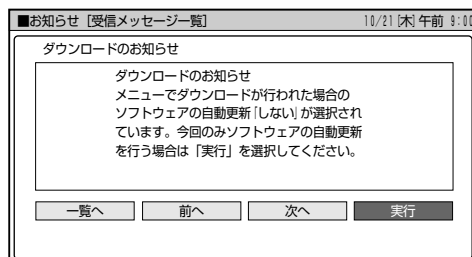 ■お知らせ［受信メッセージ一覧］ 10/21[木]午前 9:00
ダウンロードのお知らせ
ダウンロードのお知らせ
メニューでダウンロードが行われた場合の
ソフトウェアの自動更新「しない」が選択され
ています。今回のみソフトウェアの自動更新
を行う場合は「実行」を選択してください。
一覧へ 前へ 次へ 実行